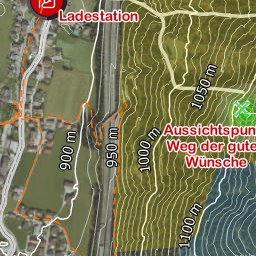 Ladestation
1050 m
Aussichtspun
Weg der gute
Wünsche
900 m
950 m
1000 m
1100 m